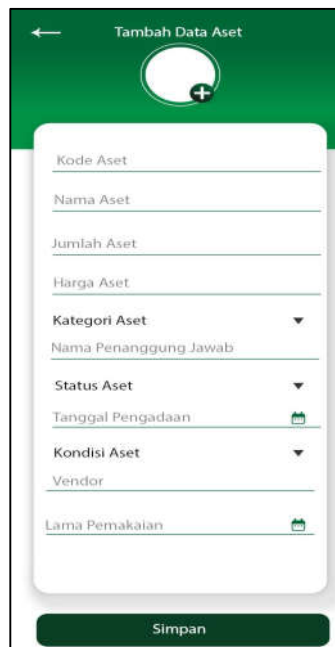 Tambah Data Aset
Kode Aset
Nama Aset
Jumlah Aset
Harga Aset
Kategori Aset
Nama Penanggung Jawab
Status Aset
Tanggal Pengadaan
Kondisi Aset
Vendor
Lama Pemakaian
Simpan